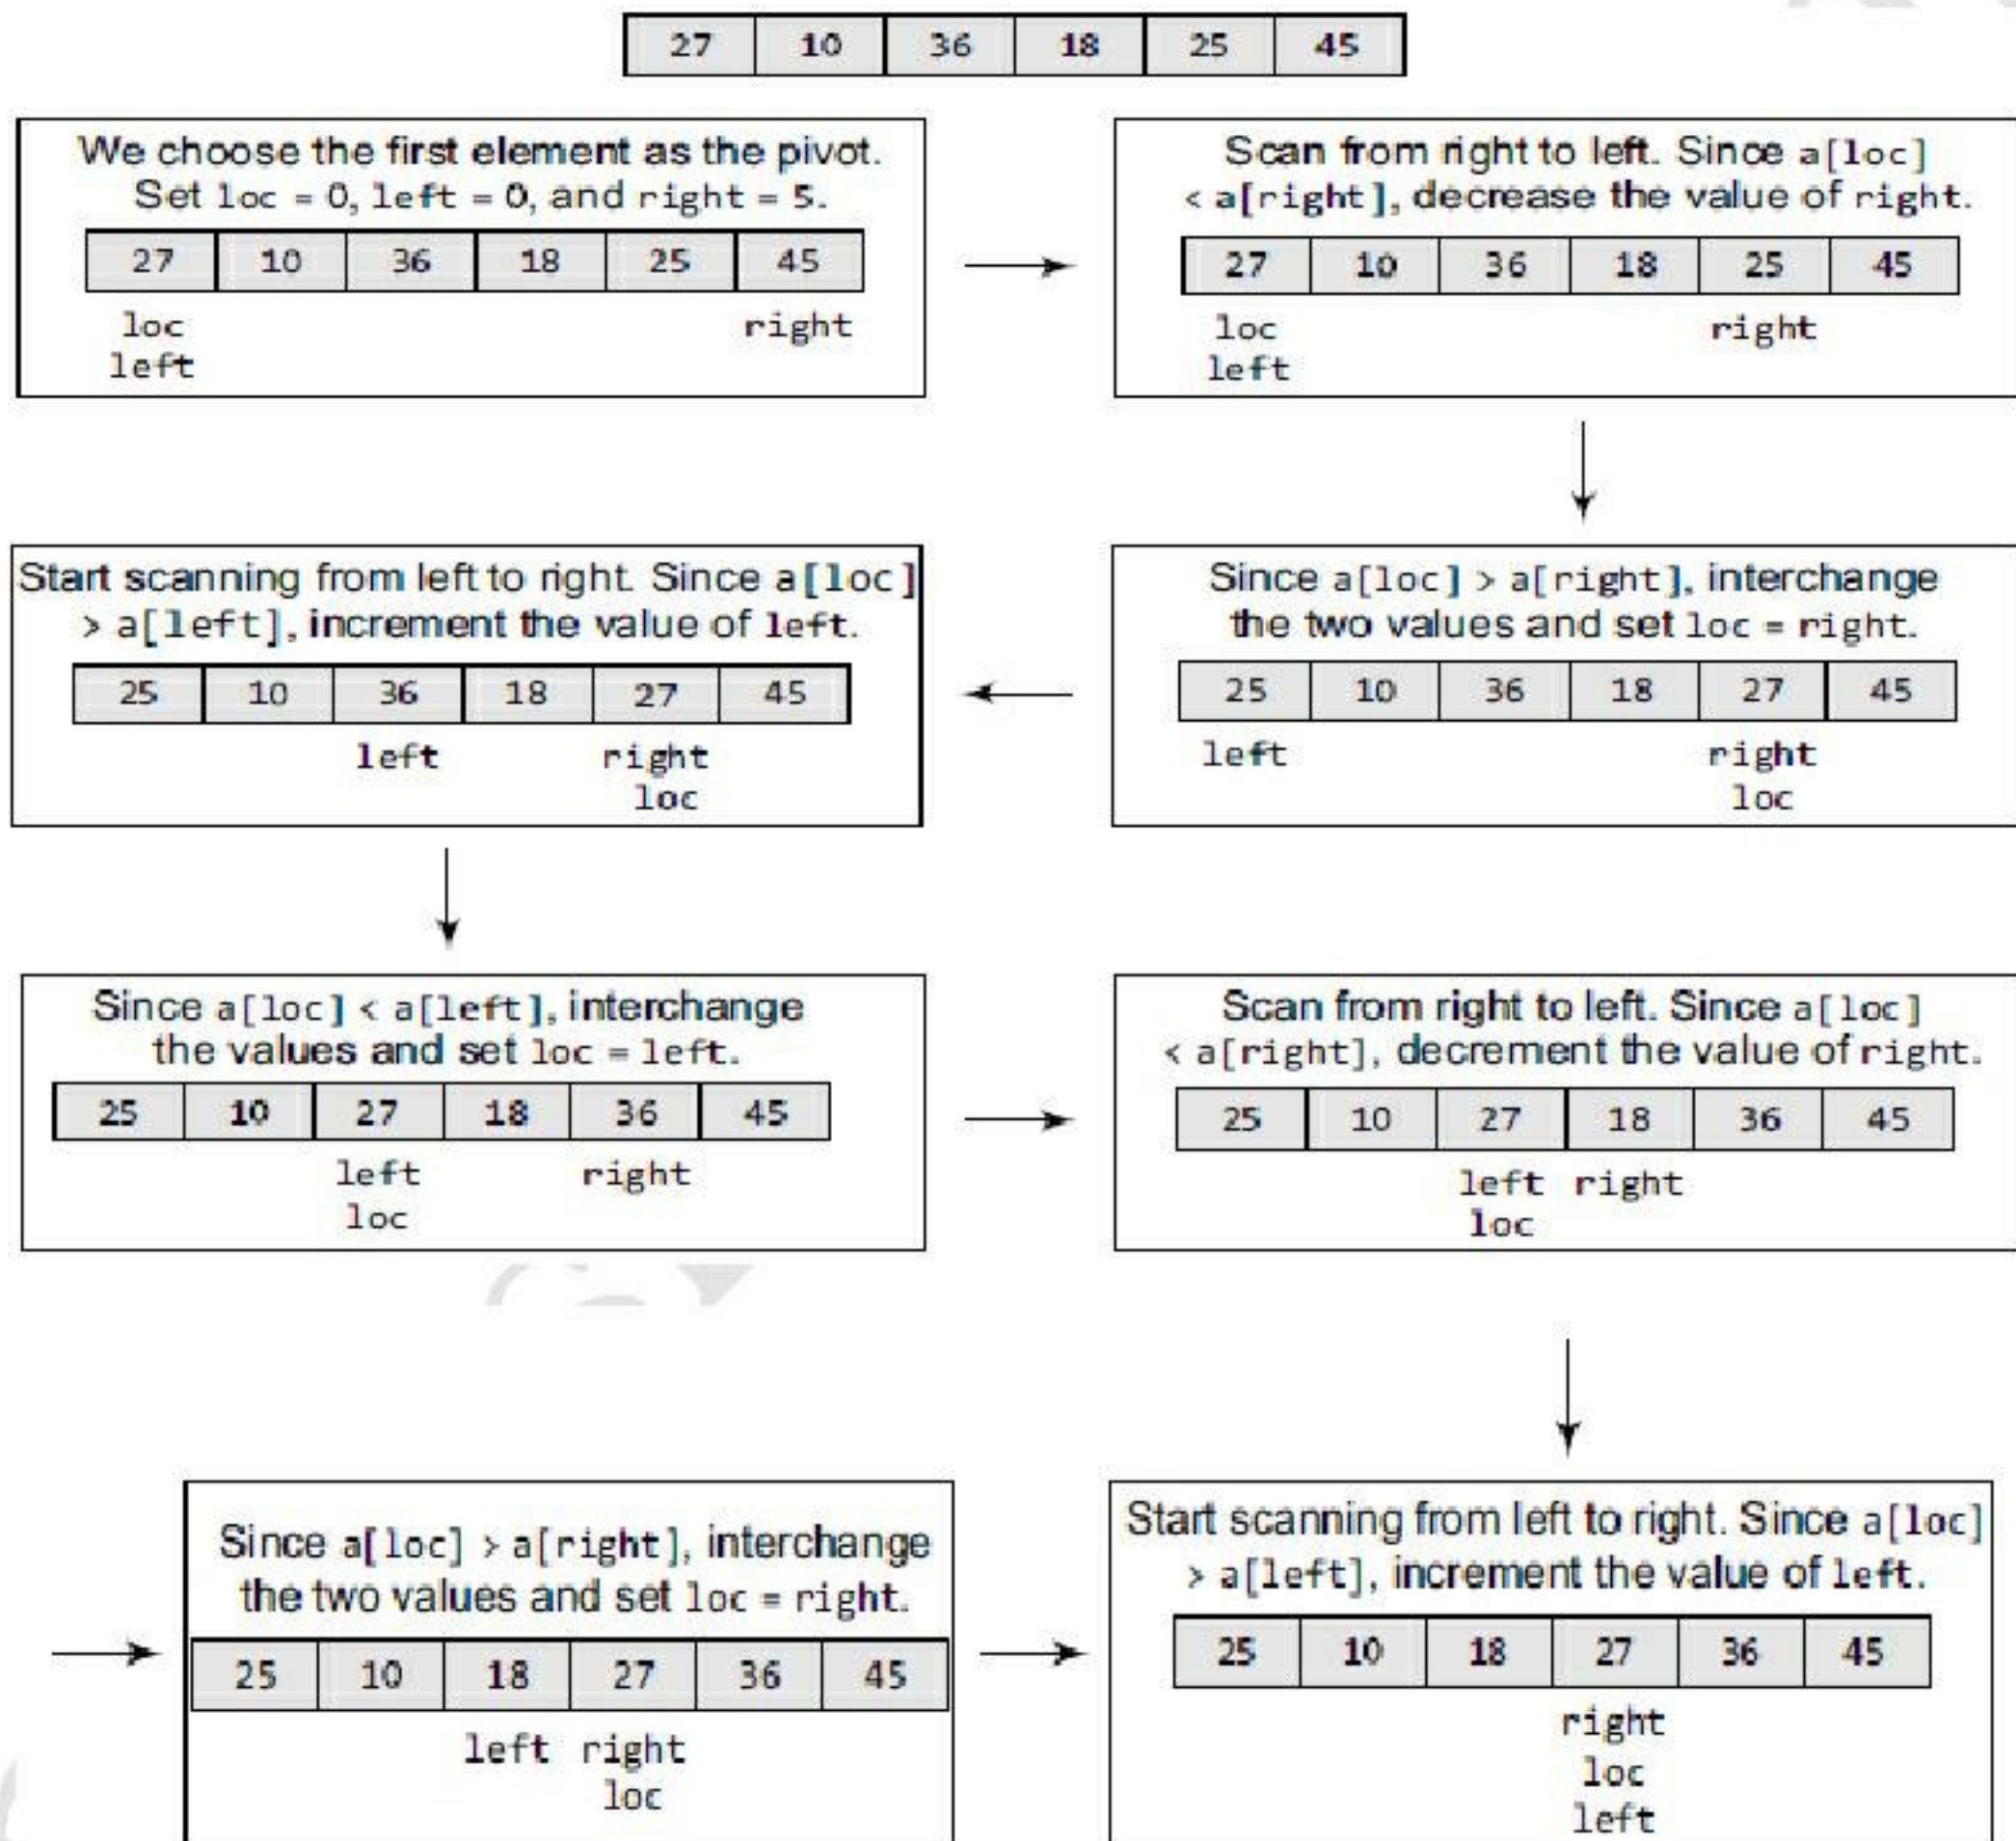 27 10 36 18 25 45
We choose the first element as the pivot.
Set loc = 0, left = 0, and right = 5.
27 10 36 18 25 45
loc right
left
Scan from right to left. Since a[loc]
< a[right], decrease the value of right.
27 10 36 18 25 45
loc right
left
Since a[loc] > a[right], interchange
the two values and set loc = right.
25 10 36 18 27 45
left right
loc
Start scanning from left to right. Since a[loc]
> a[left], increment the value of left.
25 10 36 18 27 45
left right
loc
Since a[loc] < a[left], interchange
the values and set loc = left.
25 10 27 18 36 45
left right
loc
Scan from right to left. Since a[loc]
< a[right], decrement the value of right.
25 10 27 18 36 45
left right
loc
Since a[loc] > a[right], interchange
the two values and set loc = right.
25 10 18 27 36 45
left right
loc
Start scanning from left to right. Since a[loc]
> a[left], increment the value of left.
25 10 18 27 36 45
right
loc
left